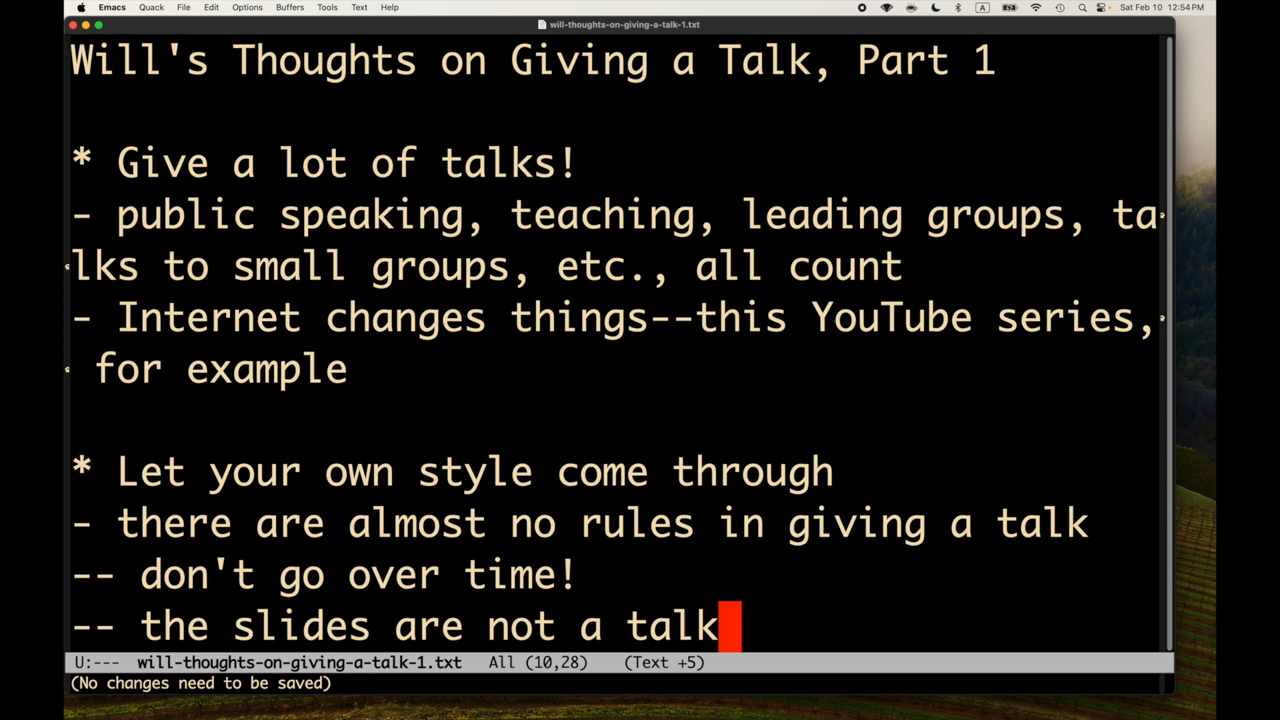 Emacs Quack File Edit Options Buffers Tools Text Help A Sat Feb 10 12:54 PM
will-thoughts-on-giving-a-talk-1.txt
Will's Thoughts on Giving a Talk, Part 1
* Give a lot of talks!
- public speaking, teaching, leading groups, ta
lks to small groups, etc., all count
- Internet changes things--this YouTube series,
for example
* Let your own style come through
- there are almost no rules in giving a talk
-- don't go over time!
-- the slides are not a talk
U:--- will-thoughts-on-giving-a-talk-1.txt All (10,28) (Text +5)
(No changes need to be saved)